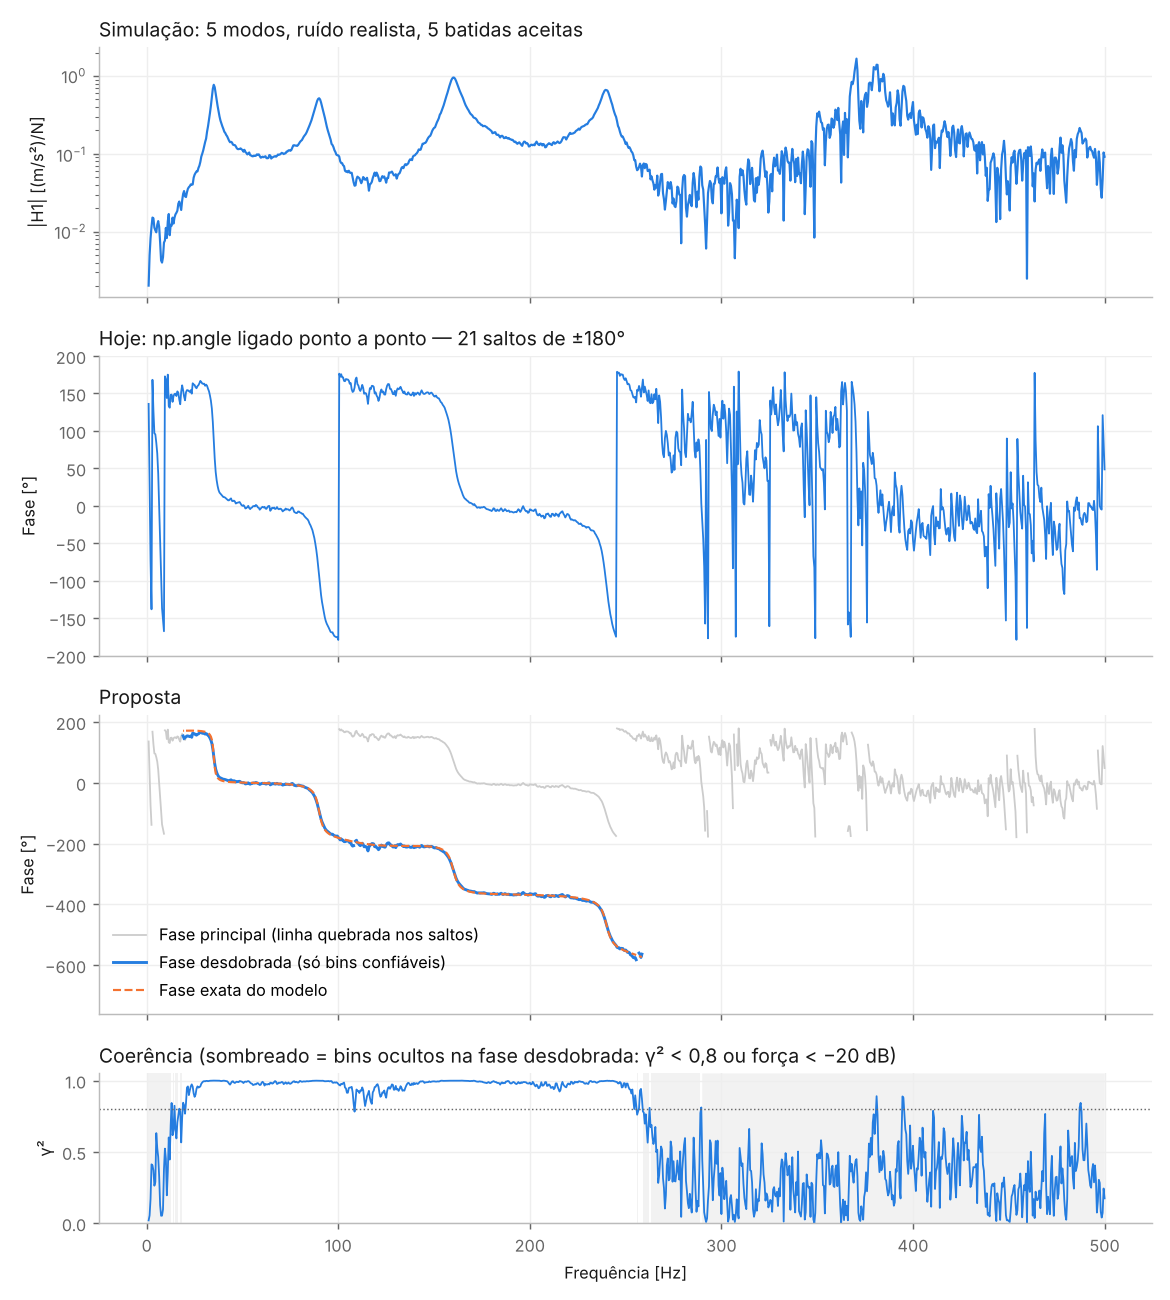 Simulação: 5 modos, ruído realista, 5 batidas aceitas
|H1| [(m/s²)/N]
10⁰
10⁻¹
10⁻²
Hoje: np.angle ligado ponto a ponto — 21 saltos de ±180°
Fase [°]
200
150
100
50
0
−50
−100
−150
−200
Proposta
Fase [°]
200
0
−200
−400
−600
Fase principal (linha quebrada nos saltos)
Fase desdobrada (só bins confiáveis)
Fase exata do modelo
Coerência (sombreado = bins ocultos na fase desdobrada: γ² < 0,8 ou força < −20 dB)
γ²
1.0
0.5
0.0
0 100 200 300 400 500
Frequência [Hz]